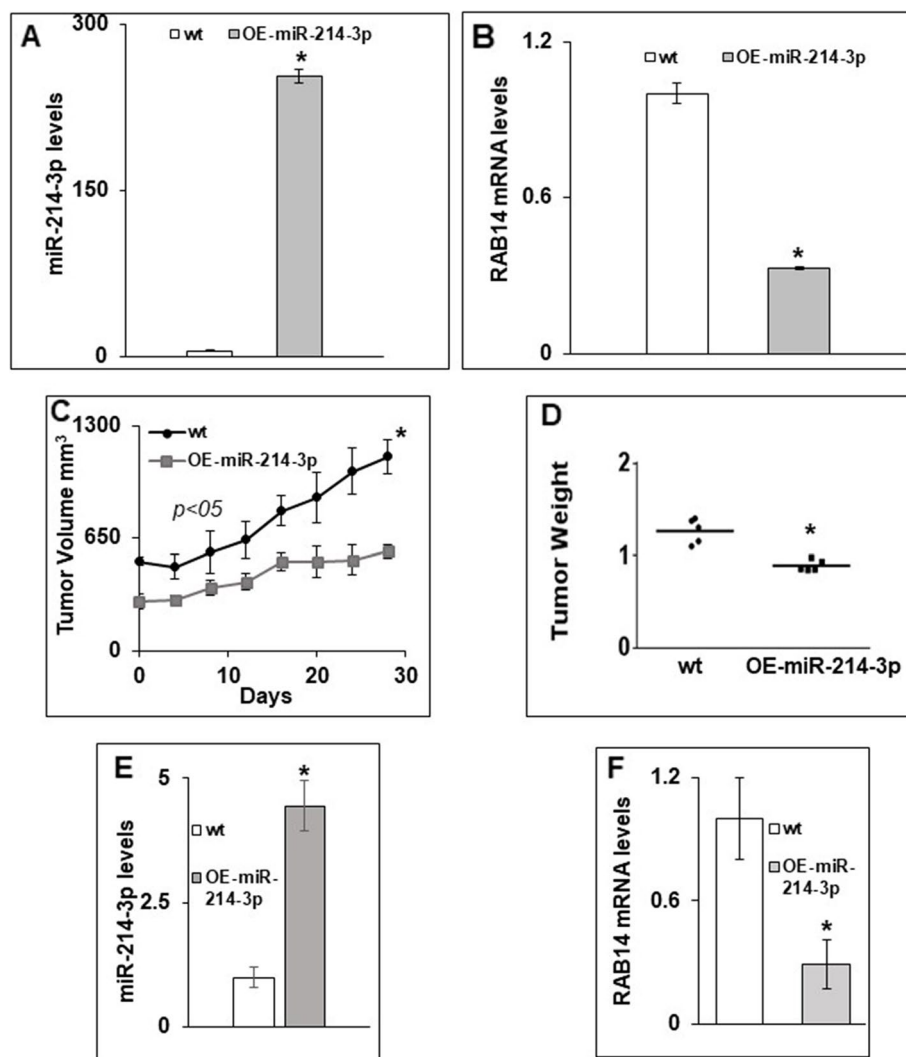 A
wt
OE-miR-214-3p
300
150
0
miR-214-3p levels
*
B
wt
OE-miR-214-3p
1.2
0.6
0
RAB14 mRNA levels
*
C
1300
650
0
Tumor Volume mm³
wt
OE-miR-214-3p
p<05
*
0
10
20
30
Days
D
2
1
0
Tumor Weight
*
wt
OE-miR-214-3p
E
5
2.5
0
miR-214-3p levels
wt
OE-miR-
214-3p
*
F
1.2
0.6
0
RAB14 mRNA levels
wt
OE-miR-
214-3p
*